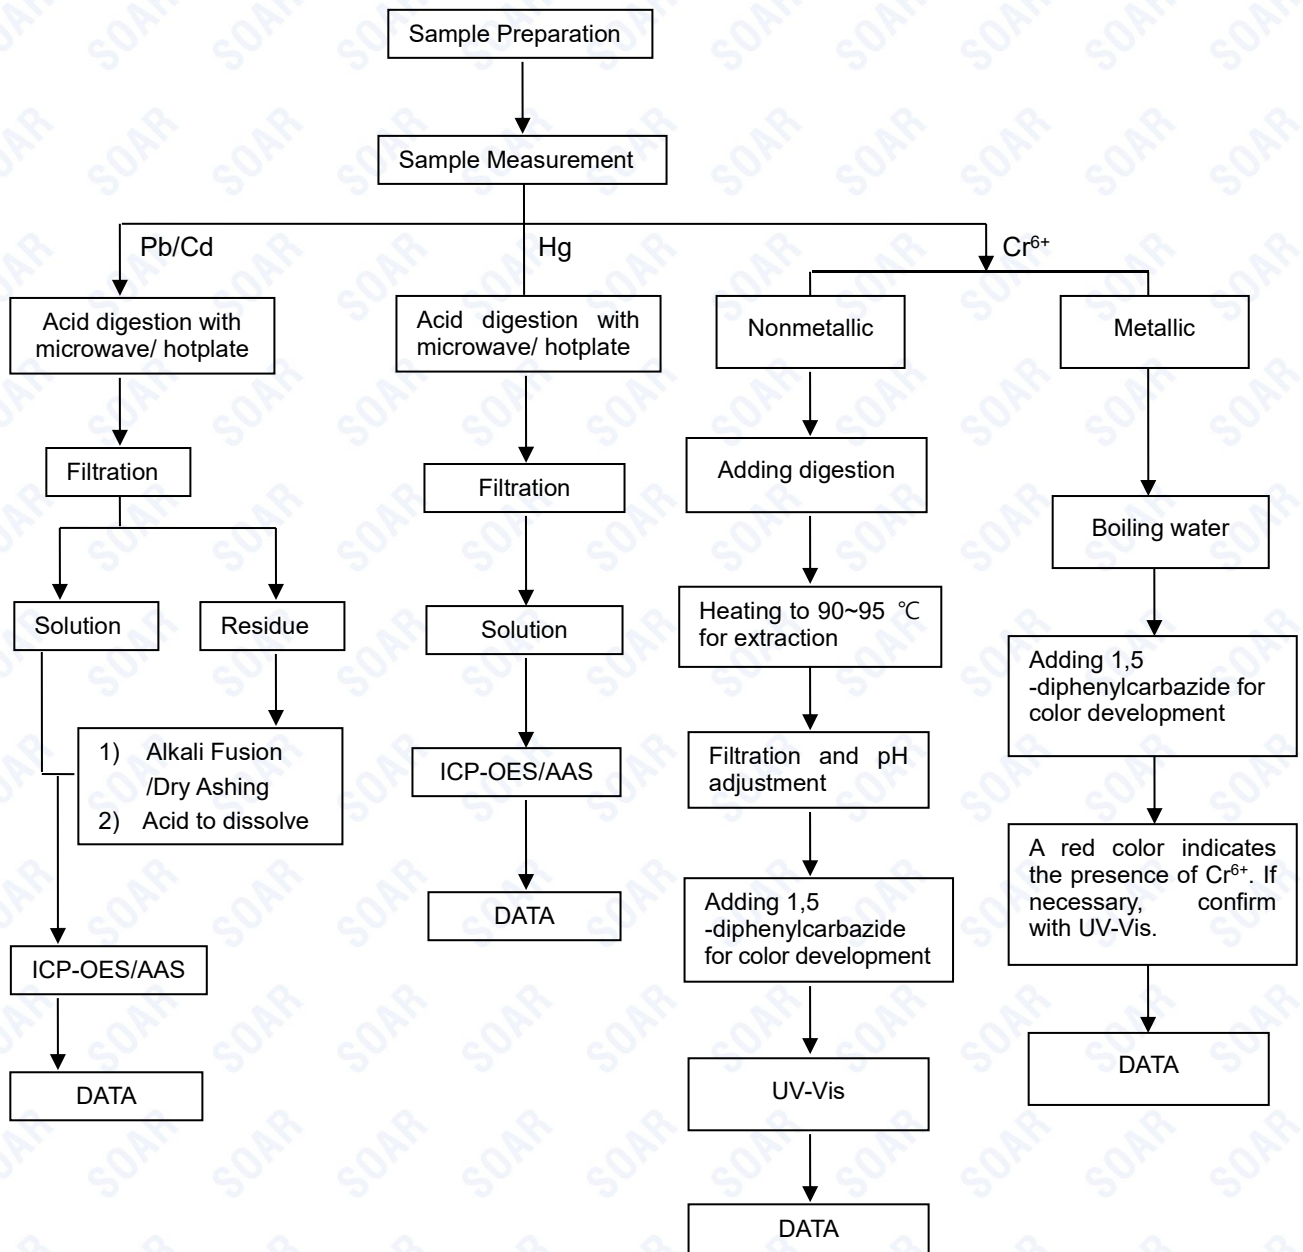 Sample Preparation
Sample Measurement
Pb/Cd
Hg
Cr⁶⁺
Acid digestion with
microwave/ hotplate
Filtration
Solution
Residue
1) Alkali Fusion
/Dry Ashing
2) Acid to dissolve
ICP-OES/AAS
DATA
Acid digestion with
microwave/ hotplate
Filtration
Solution
ICP-OES/AAS
DATA
Nonmetallic
Adding digestion
Heating to 90~95 ℃
for extraction
Filtration and pH
adjustment
Adding 1,5
-diphenylcarbazide
for color development
UV-Vis
DATA
Metallic
Boiling water
Adding 1,5
-diphenylcarbazide for
color development
A red color indicates
the presence of Cr⁶⁺. If
necessary, confirm
with UV-Vis.
DATA
SOAR